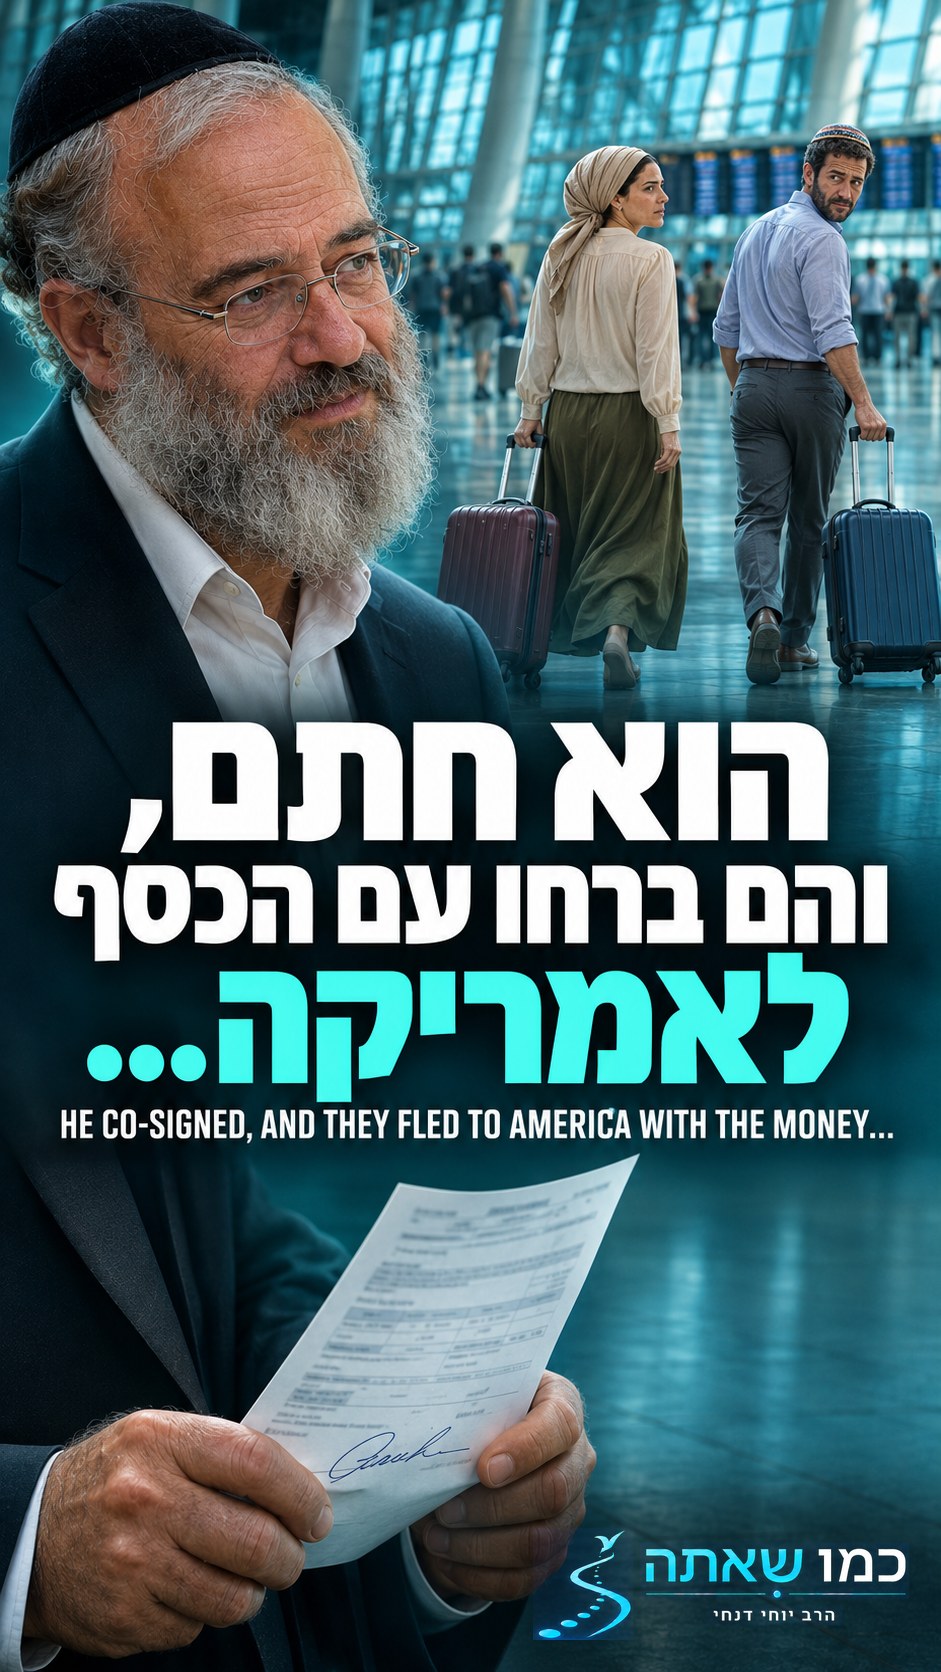 הוא חתם,
והם ברחו עם הכסף
לאמריקה...
HE CO-SIGNED, AND THEY FLED TO AMERICA WITH THE MONEY...
כמו שאתה
הרב יוחי דנחי